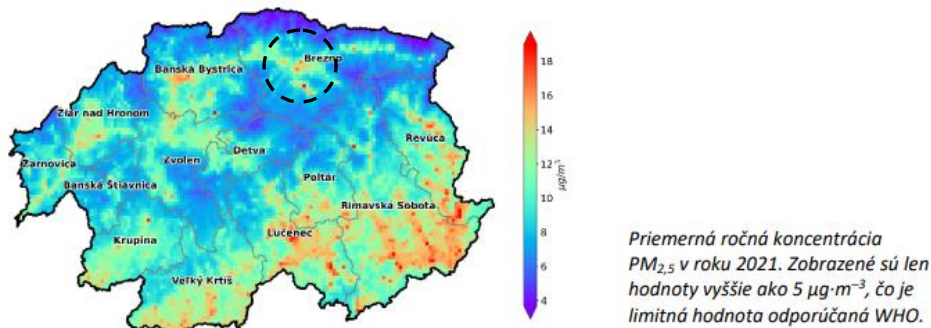 Brezno
Banská Bystrica
Žiar nad Hronom
Revúca
Žarnovica
Zvolen
Detva
Banská Štiavnica
Poltár
Rimavská Sobota
Krupina
Lučenec
Veľký Krtíš
18
16
14
12
10
8
6
4
µg/m³
Priemerná ročná koncentrácia
PM2,5 v roku 2021. Zobrazené sú len
hodnoty vyššie ako 5 µg·m⁻³, čo je
limitná hodnota odporúčaná WHO.